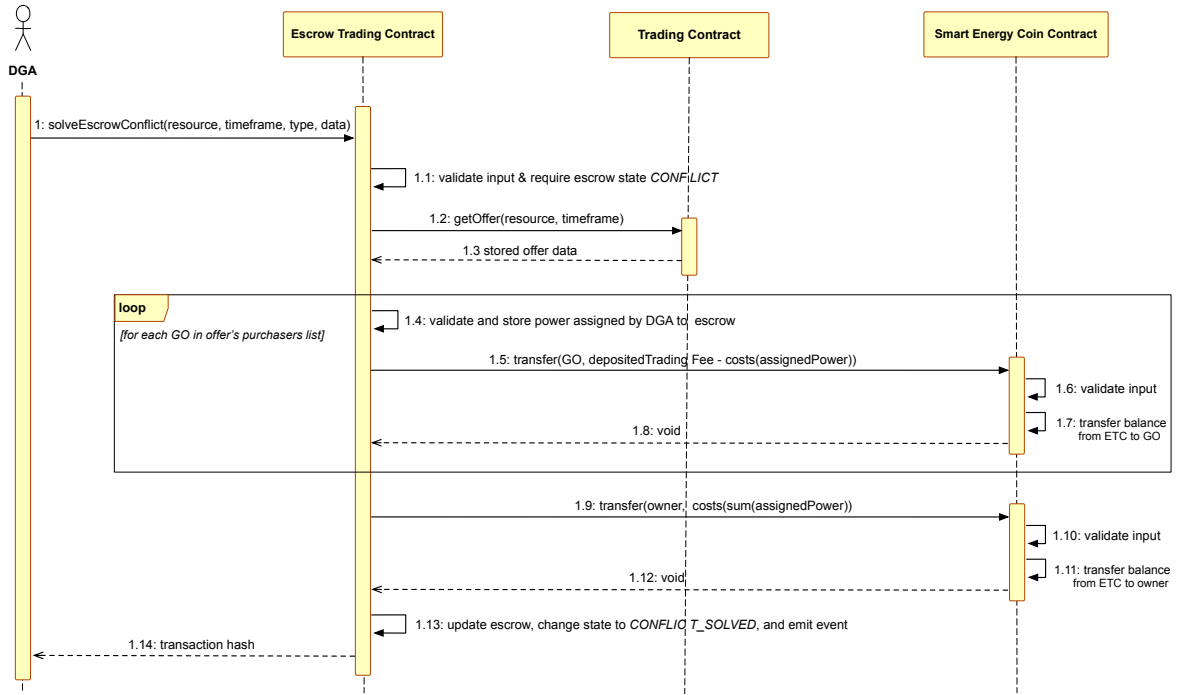 Escrow Trading Contract
Trading Contract
Smart Energy Coin Contract
DGA
1: solveEscrowConflict(resource, timeframe, type, data)
1.1: validate input & require escrow state CONFLICT
1.2: getOffer(resource, timeframe)
1.3 stored offer data
loop
[for each GO in offer's purchasers list]
1.4: validate and store power assigned by DGA to escrow
1.5: transfer(GO, depositedTrading Fee - costs(assignedPower))
1.6: validate input
1.7: transfer balance
from ETC to GO
1.8: void
1.9: transfer(owner, costs(sum(assignedPower))
1.10: validate input
1.11: transfer balance
from ETC to owner
1.12: void
1.13: update escrow, change state to CONFLIC T_SOLVED, and emit event
1.14: transaction hash